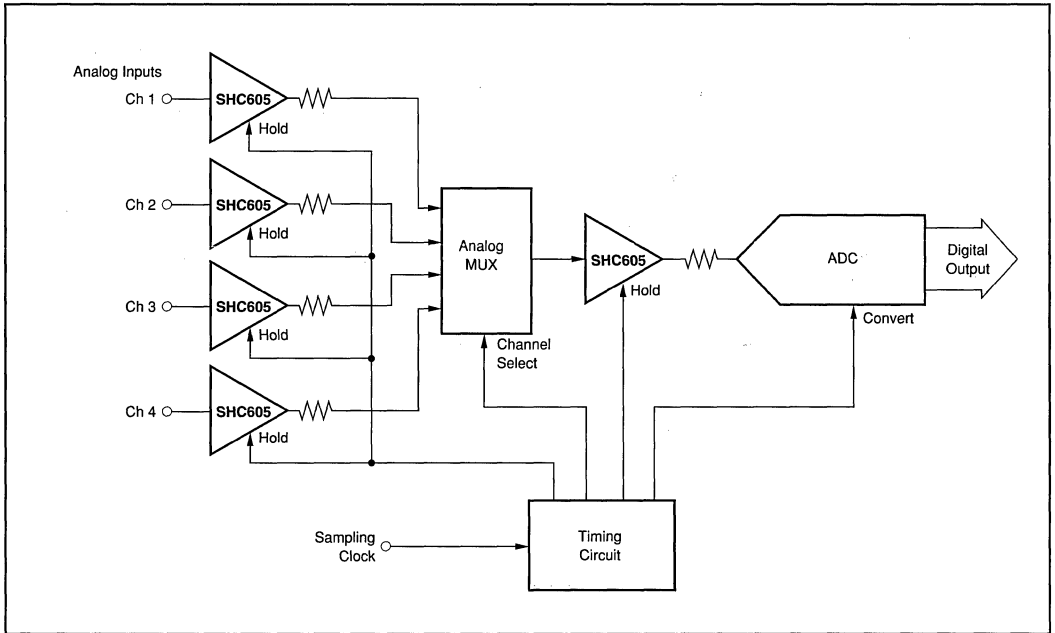 Analog Inputs
Ch 1
SHC605
Hold
Ch 2
SHC605
Hold
Ch 3
SHC605
Hold
Ch 4
SHC605
Hold
Analog
MUX
Channel
Select
SHC605
Hold
ADC
Convert
Digital
Output
Sampling
Clock
Timing
Circuit